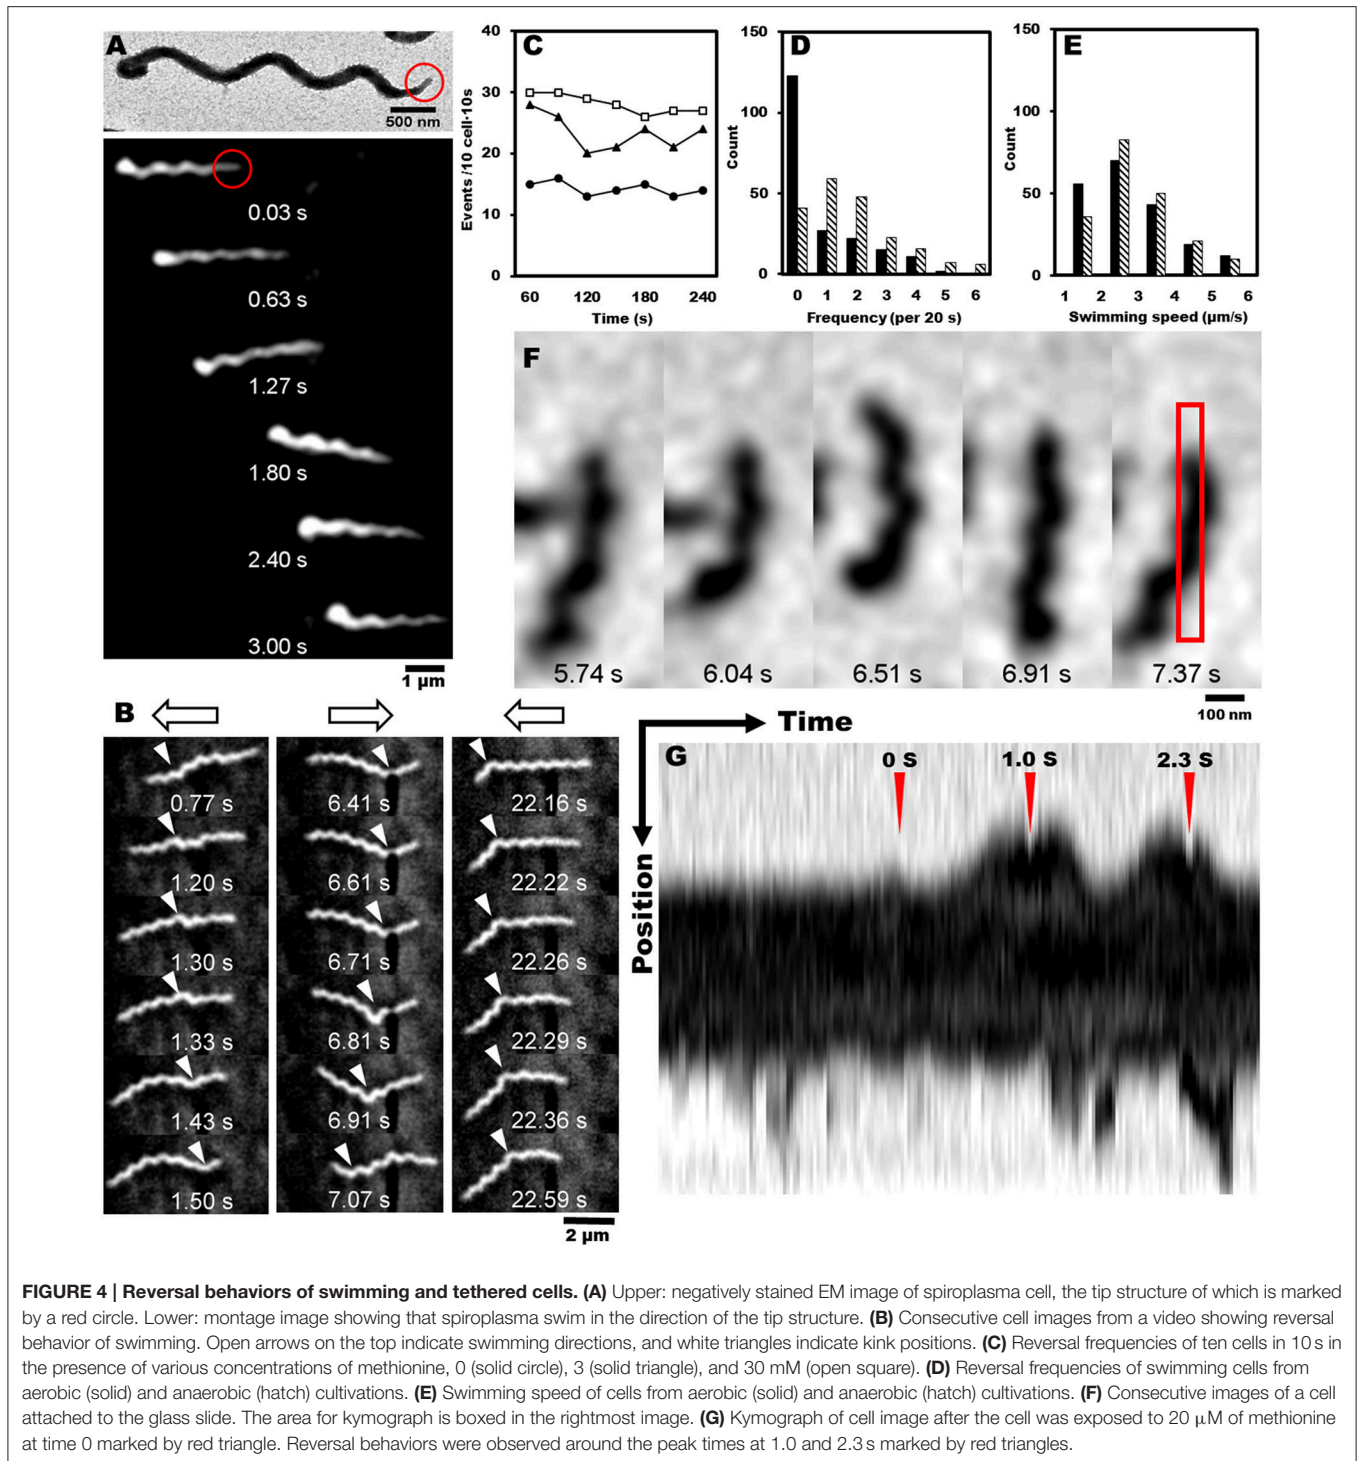 A
500 nm
0.03 s
0.63 s
1.27 s
1.80 s
2.40 s
3.00 s
1 µm
C
Events /10 cell·10s
40
30
20
10
0
60 120 180 240
Time (s)
D
Count
150
100
50
0
0 1 2 3 4 5 6
Frequency (per 20 s)
E
Count
150
100
50
0
1 2 3 4 5 6
Swimming speed (µm/s)
F
5.74 s 6.04 s 6.51 s 6.91 s 7.37 s
100 nm
B
0.77 s
1.20 s
1.30 s
1.33 s
1.43 s
1.50 s
6.41 s
6.61 s
6.71 s
6.81 s
6.91 s
7.07 s
22.16 s
22.22 s
22.26 s
22.29 s
22.36 s
22.59 s
2 µm
Time
Position
G
0 S 1.0 S 2.3 S
FIGURE 4 | Reversal behaviors of swimming and tethered cells. (A) Upper: negatively stained EM image of spiroplasma cell, the tip structure of which is marked
by a red circle. Lower: montage image showing that spiroplasma swim in the direction of the tip structure. (B) Consecutive cell images from a video showing reversal
behavior of swimming. Open arrows on the top indicate swimming directions, and white triangles indicate kink positions. (C) Reversal frequencies of ten cells in 10 s in
the presence of various concentrations of methionine, 0 (solid circle), 3 (solid triangle), and 30 mM (open square). (D) Reversal frequencies of swimming cells from
aerobic (solid) and anaerobic (hatch) cultivations. (E) Swimming speed of cells from aerobic (solid) and anaerobic (hatch) cultivations. (F) Consecutive images of a cell
attached to the glass slide. The area for kymograph is boxed in the rightmost image. (G) Kymograph of cell image after the cell was exposed to 20 µM of methionine
at time 0 marked by red triangle. Reversal behaviors were observed around the peak times at 1.0 and 2.3 s marked by red triangles.